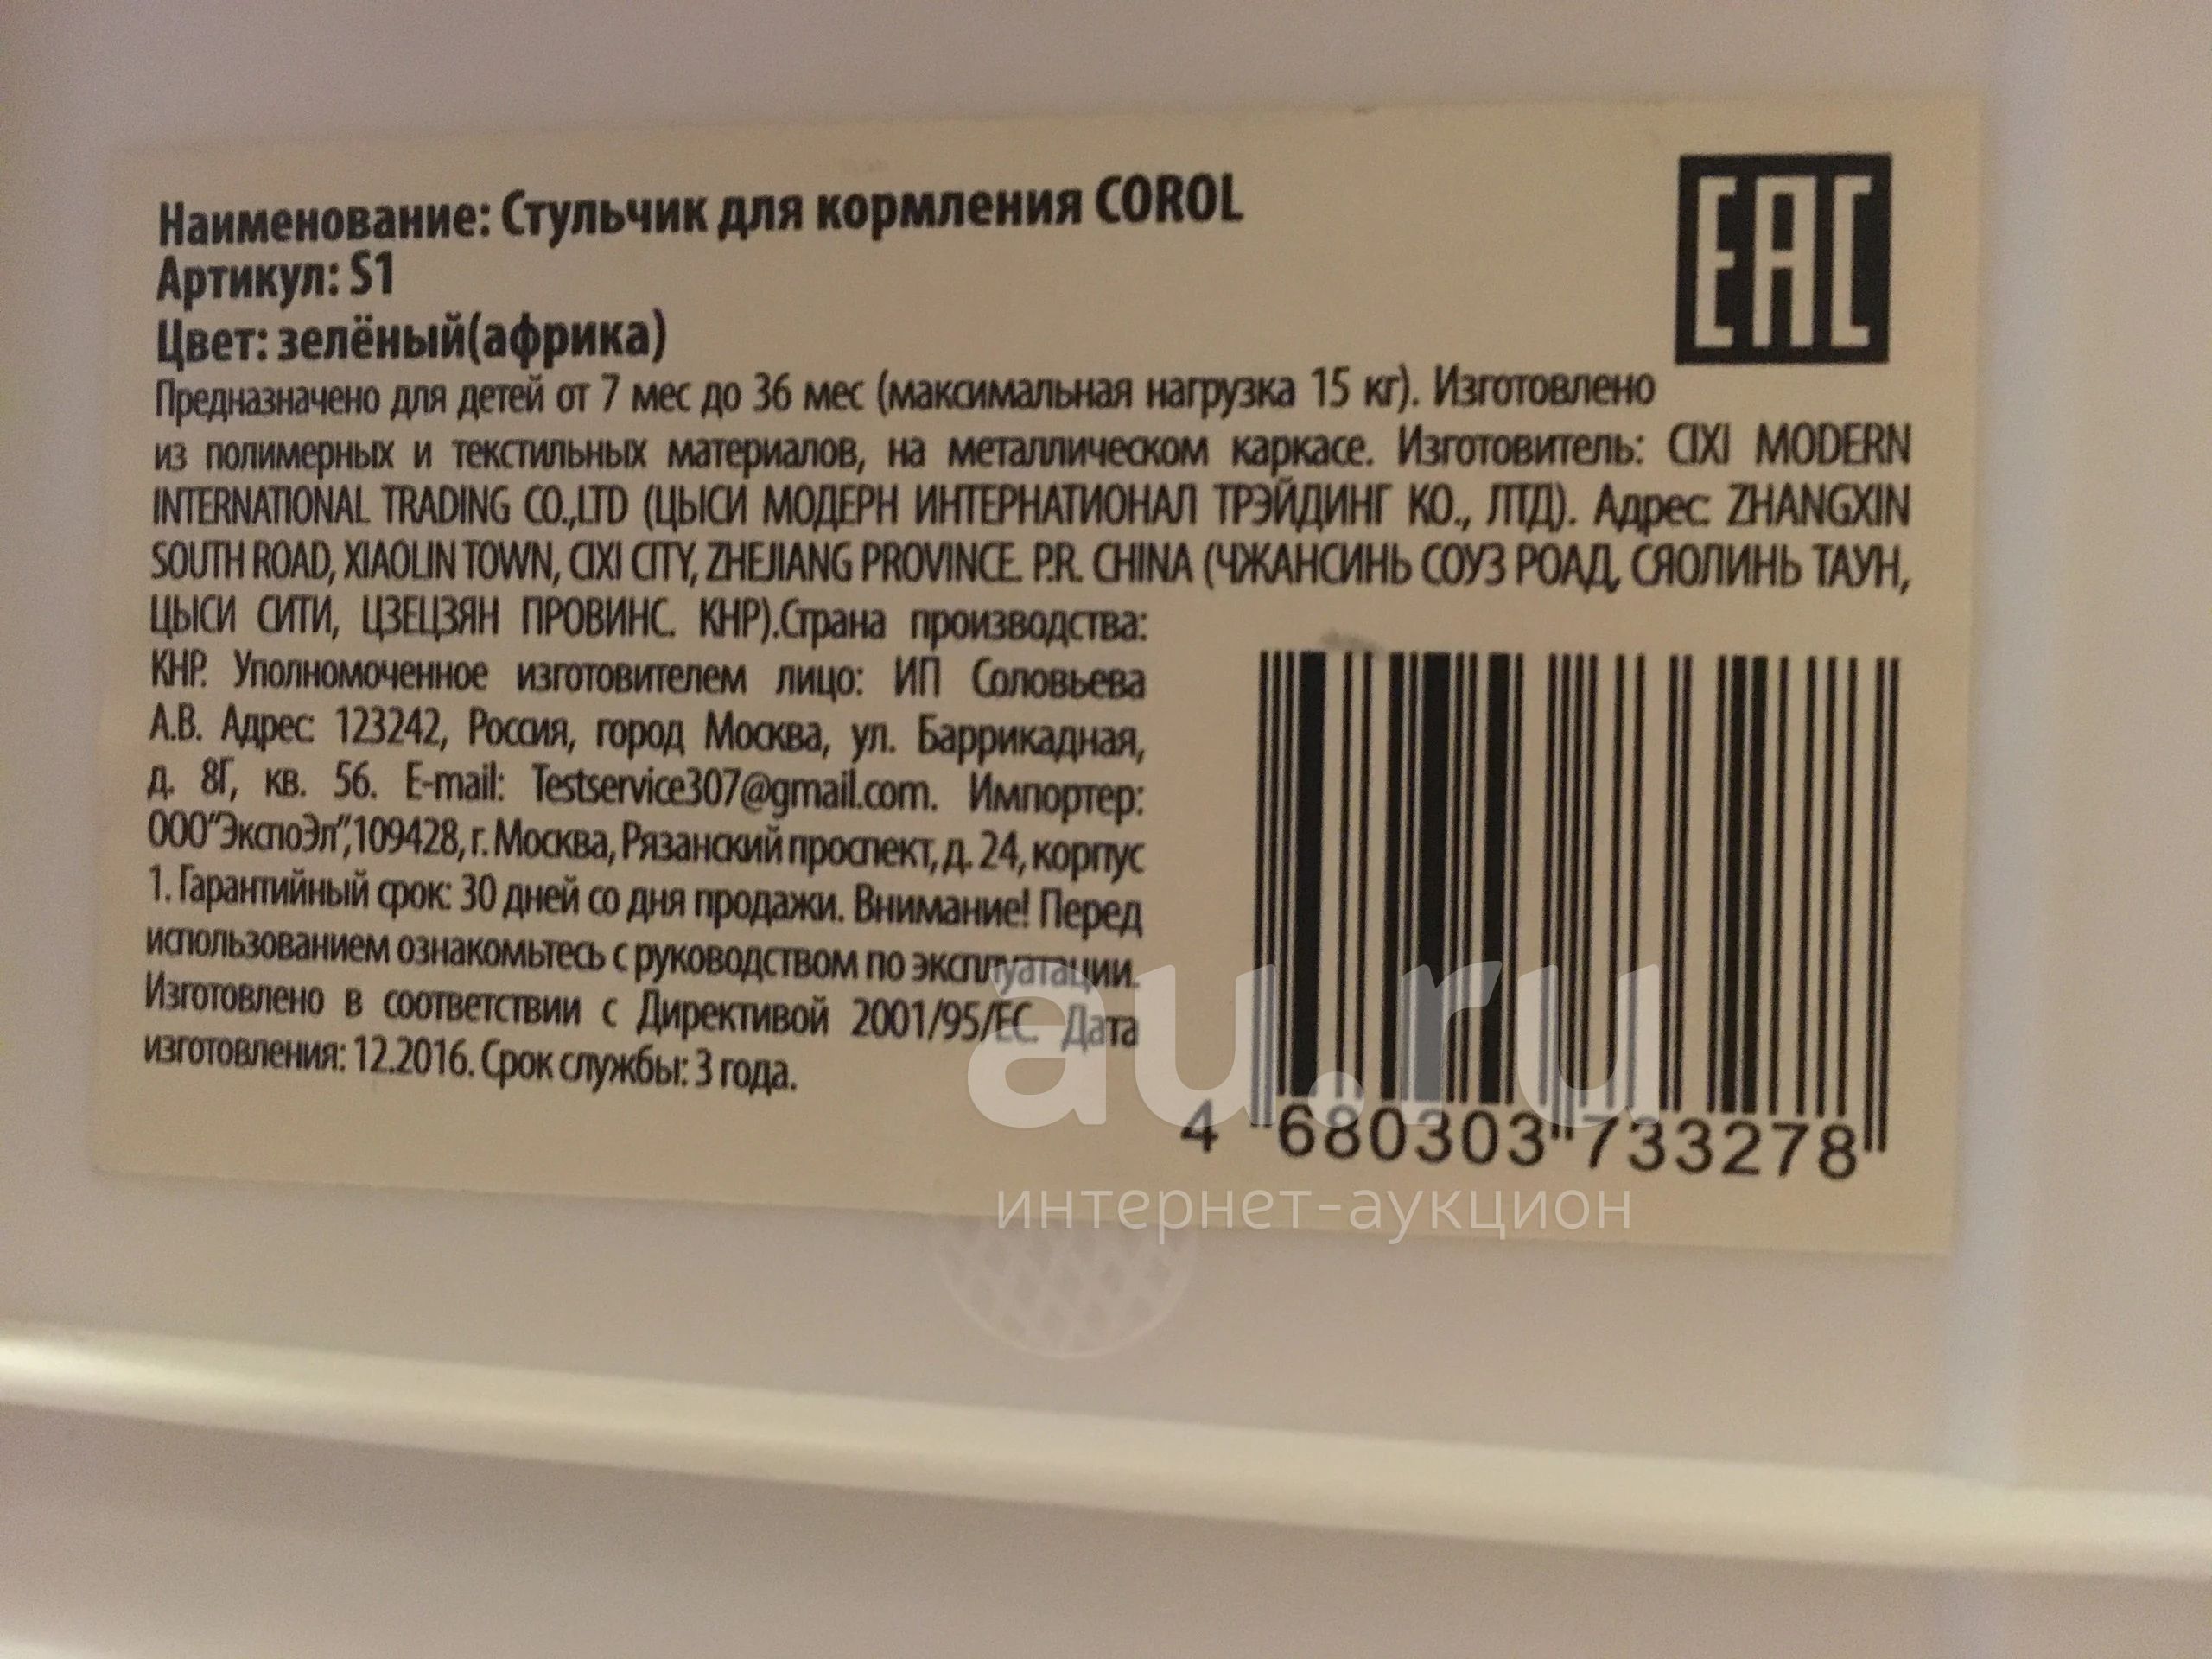 Наименование: Стульчик для кормления COROL
Артикул: S1
Цвет: зелёный(африка)
EAC
Предназначено для детей от 7 мес до 36 мес (максимальная нагрузка 15 кг). Изготовлено
из полимерных и текстильных материалов, на металлическом каркасе. Изготовитель: CIXI MODERN
INTERNATIONAL TRADING CO.,LTD (ЦЫСИ МОДЕРН ИНТЕРНАТИОНАЛ ТРЭЙДИНГ КО., ЛТД). Адрес: ZHANGXIN
SOUTH ROAD, XIAOLIN TOWN, CIXI CITY, ZHEJIANG PROVINCE. P.R. CHINA (ЧЖАНСИНЬ СОУЗ РОАД, СЯОЛИНЬ ТАУН,
ЦЫСИ СИТИ, ЦЗЕЦЗЯН ПРОВИНС. КНР).Страна производства:
КНР. Уполномоченное изготовителем лицо: ИП Соловьева
А.В. Адрес: 123242, Россия, город Москва, ул. Баррикадная,
д. 8Г, кв. 56. E-mail: Testservice307@gmail.com. Импортер:
ООО"ЭкспоЭл",109428, г. Москва, Рязанский проспект, д. 24, корпус
1. Гарантийный срок: 30 дней со дня продажи. Внимание! Перед
использованием ознакомьтесь с руководством по эксплуатации.
Изготовлено в соответствии с Директивой 2001/95/EC. Дата
изготовления: 12.2016. Срок службы: 3 года.
4 680303 733278
au.ru
интернет-аукцион